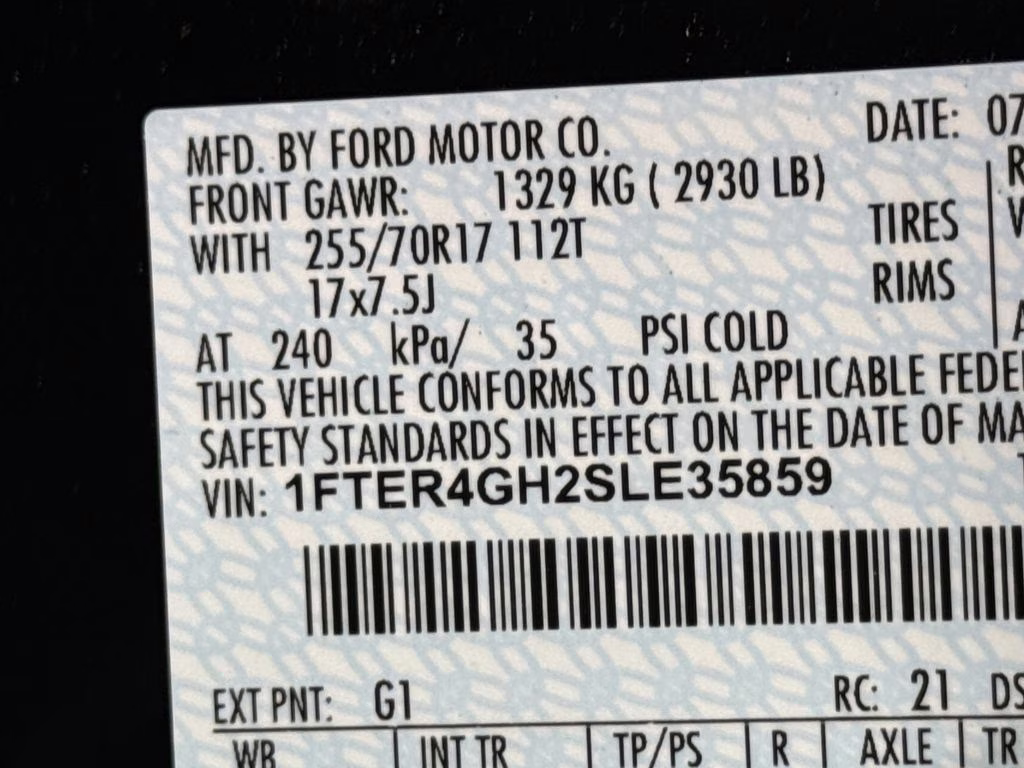 MFD. BY FORD MOTOR CO. DATE: 07
FRONT GAWR: 1329 KG ( 2930 LB)
WITH 255/70R17 112T TIRES
17x7.5J RIMS
AT 240 kPa/ 35 PSI COLD
THIS VEHICLE CONFORMS TO ALL APPLICABLE FEDE
SAFETY STANDARDS IN EFFECT ON THE DATE OF MA
VIN: 1FTER4GH2SLE35859
EXT PNT: G1 RC: 21 DS
WB INT TR TP/PS R AXLE TR